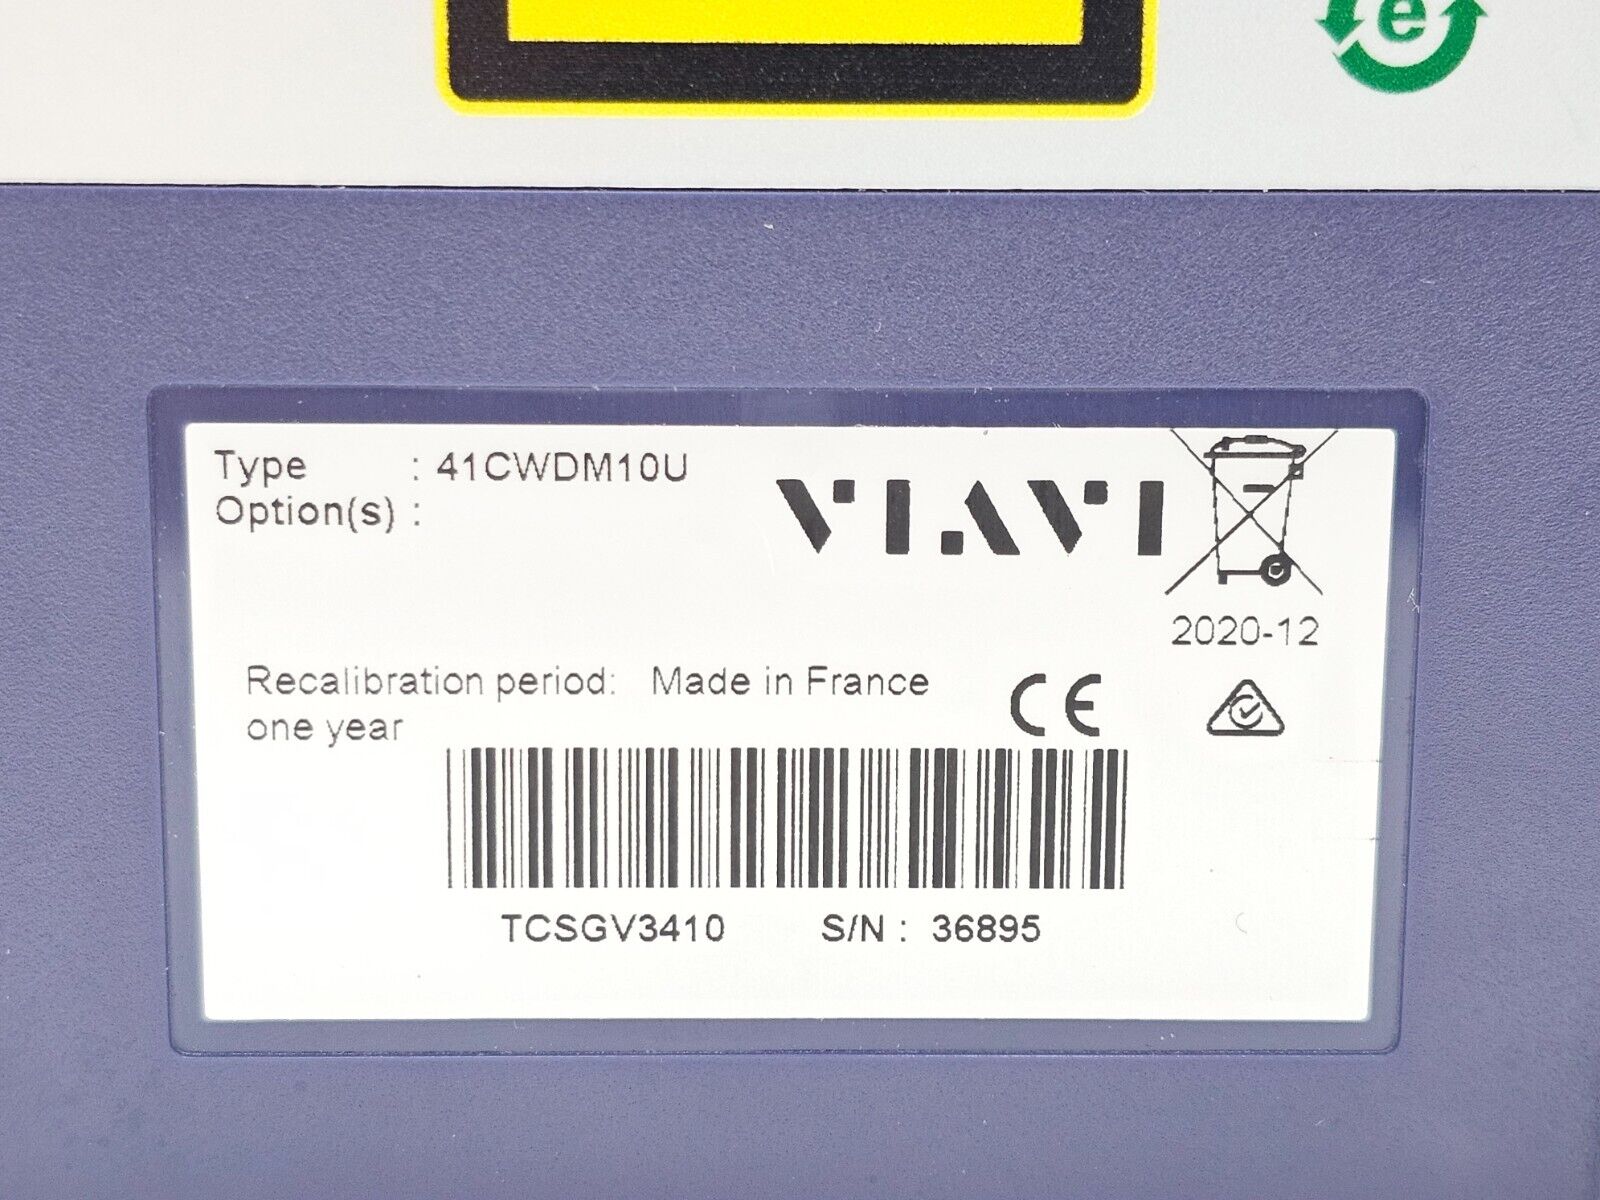 e
Type : 41CWDM10U
Option(s) :
VIAVI
2020-12
Recalibration period: Made in France
one year
CE
TCSGV3410 S/N : 36895